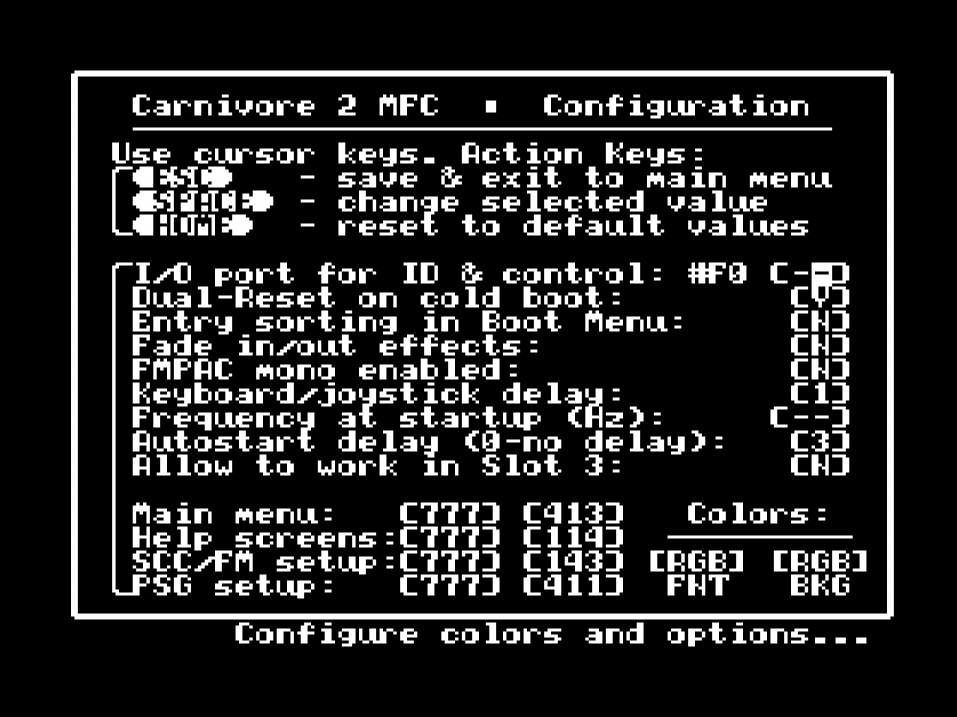 Carnivore 2 MFC ▪ Configuration
Use cursor keys. Action Keys:
ESC - save & exit to main menu
SPACE - change selected value
HOME - reset to default values
I/O port for ID & control: #F0 [--]
Dual-Reset on cold boot: [Y]
Entry sorting in Boot Menu: [N]
Fade in/out effects: [N]
FMPAC mono enabled: [N]
Keyboard/joystick delay: [1]
Frequency at startup (Hz): [--]
Autostart delay (0-no delay): [3]
Allow to work in Slot 3: [N]
Main menu: [777] [413] Colors:
Help screens:[777] [114]
SCC/FM setup:[777] [143] [RGB] [RGB]
PSG setup: [777] [411] FNT BKG
Configure colors and options...